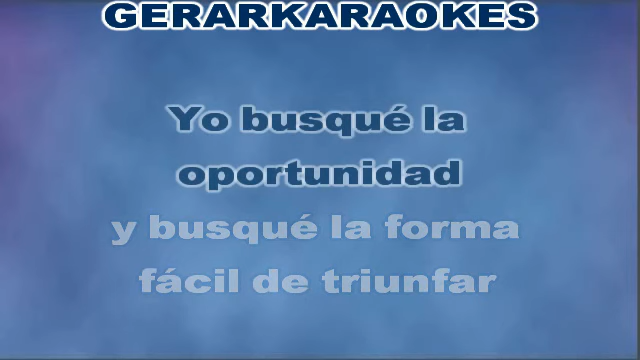 GERARKARAOKES
Yo busqué la
oportunidad
y busqué la forma
fácil de triunfar